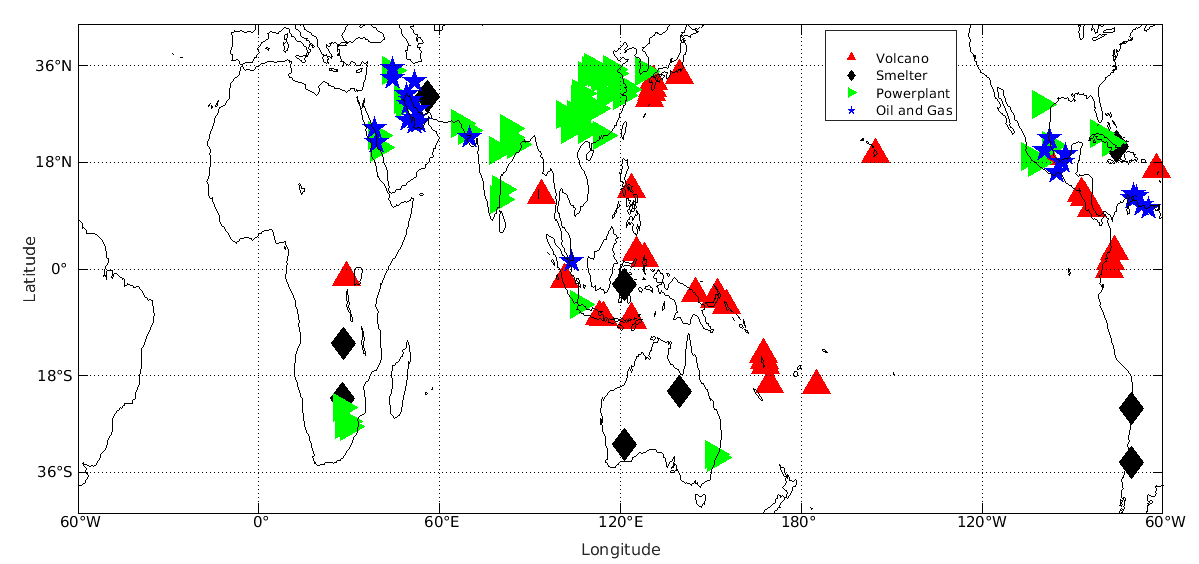 Volcano
Smelter
Powerplant
Oil and Gas
36°N
18°N
0°
18°S
36°S
Latitude
60°W 0° 60°E 120°E 180° 120°W 60°W
Longitude